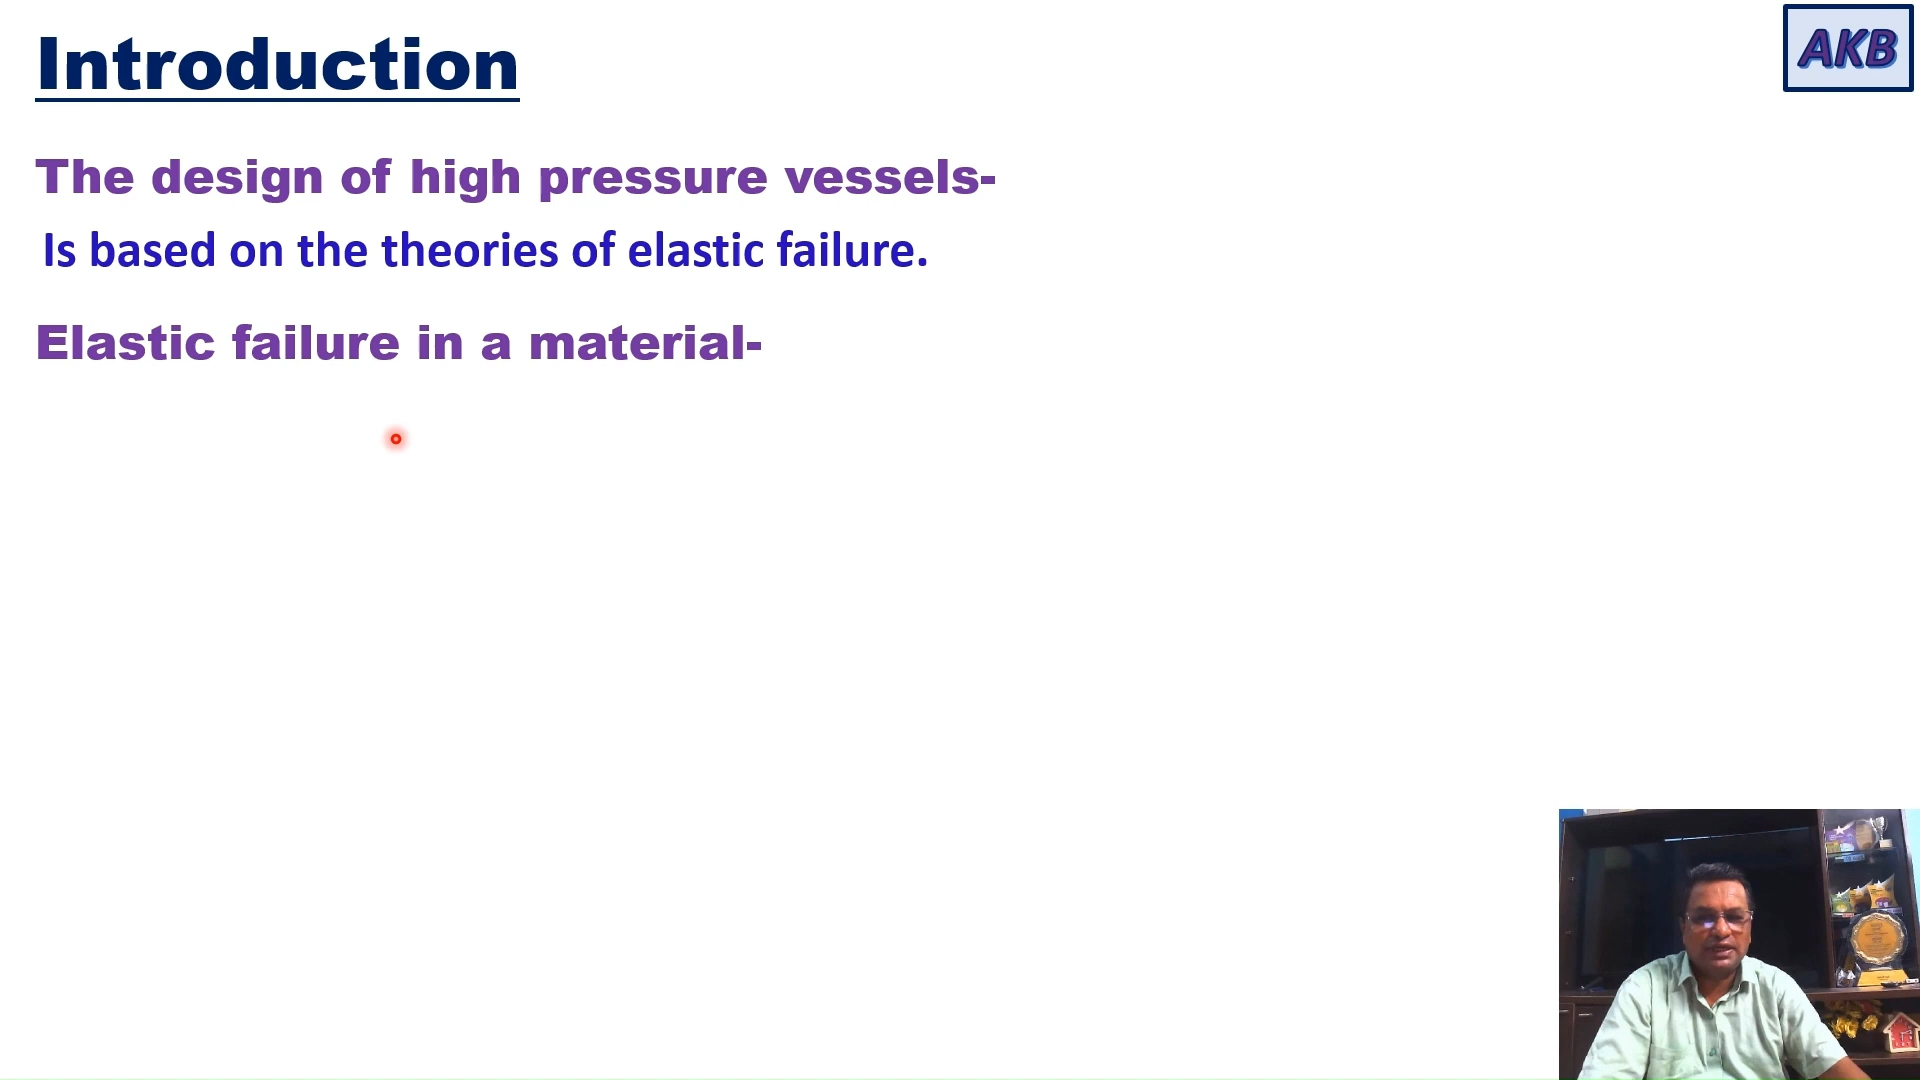 Introduction
AKB
The design of high pressure vessels-
Is based on the theories of elastic failure.
Elastic failure in a material-